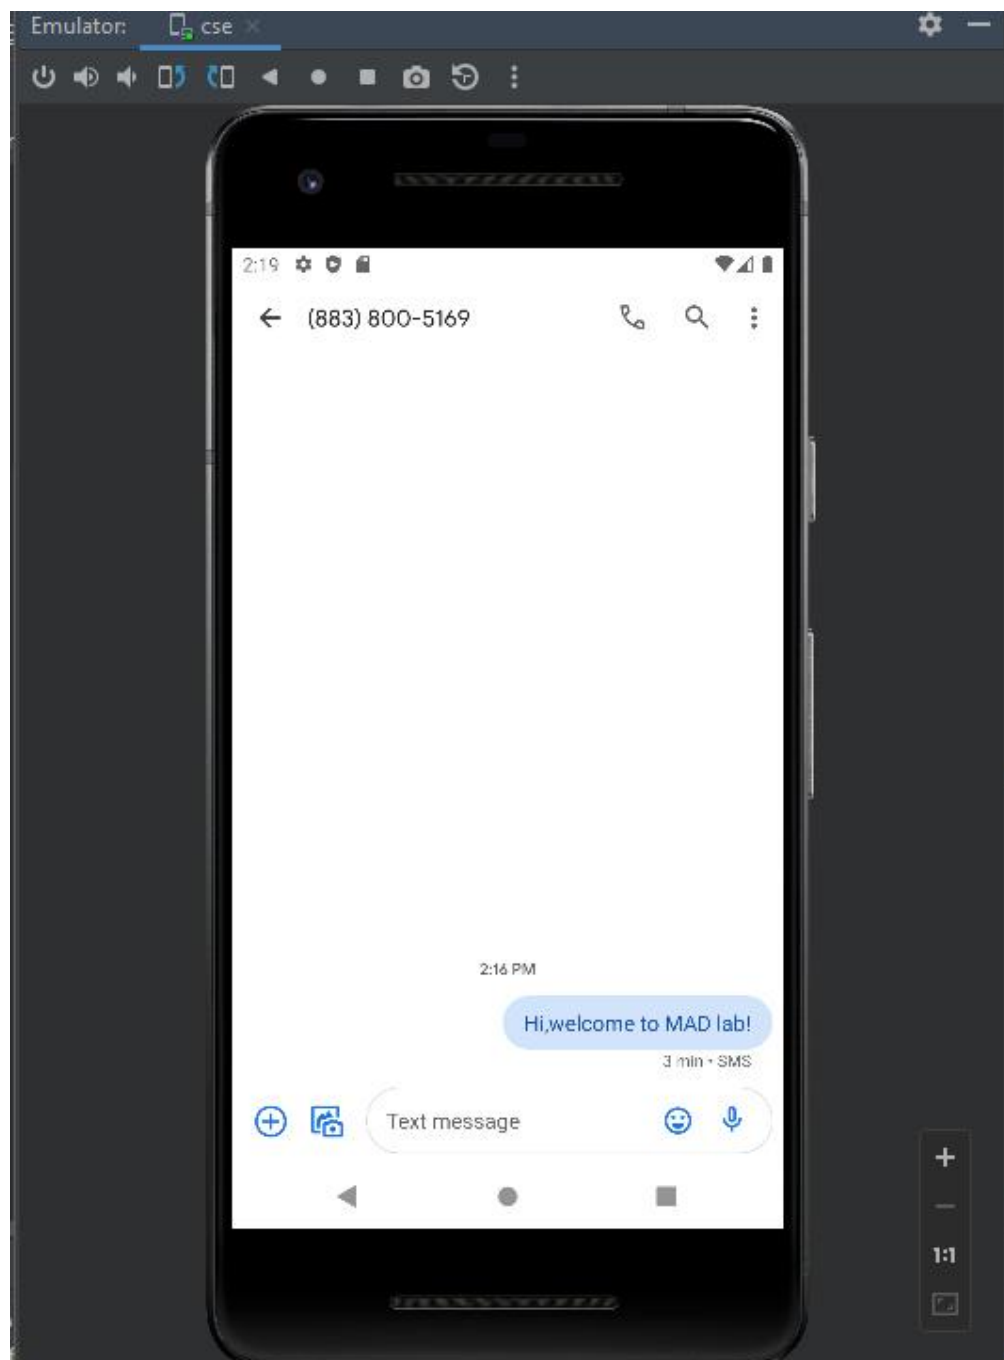 Emulator: cse
2:19
(883) 800-5169
2:16 PM
Hi,welcome to MAD lab!
3 min • SMS
Text message
1:1